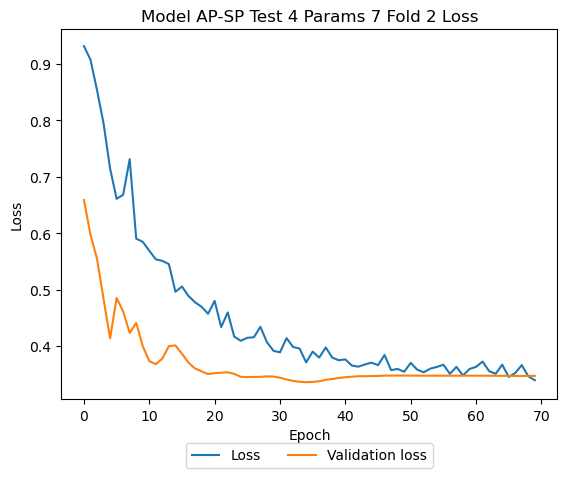 Model AP-SP Test 4 Params 7 Fold 2 Loss
Loss
0.9
0.8
0.7
0.6
0.5
0.4
0 10 20 30 40 50 60 70
Epoch
Loss Validation loss